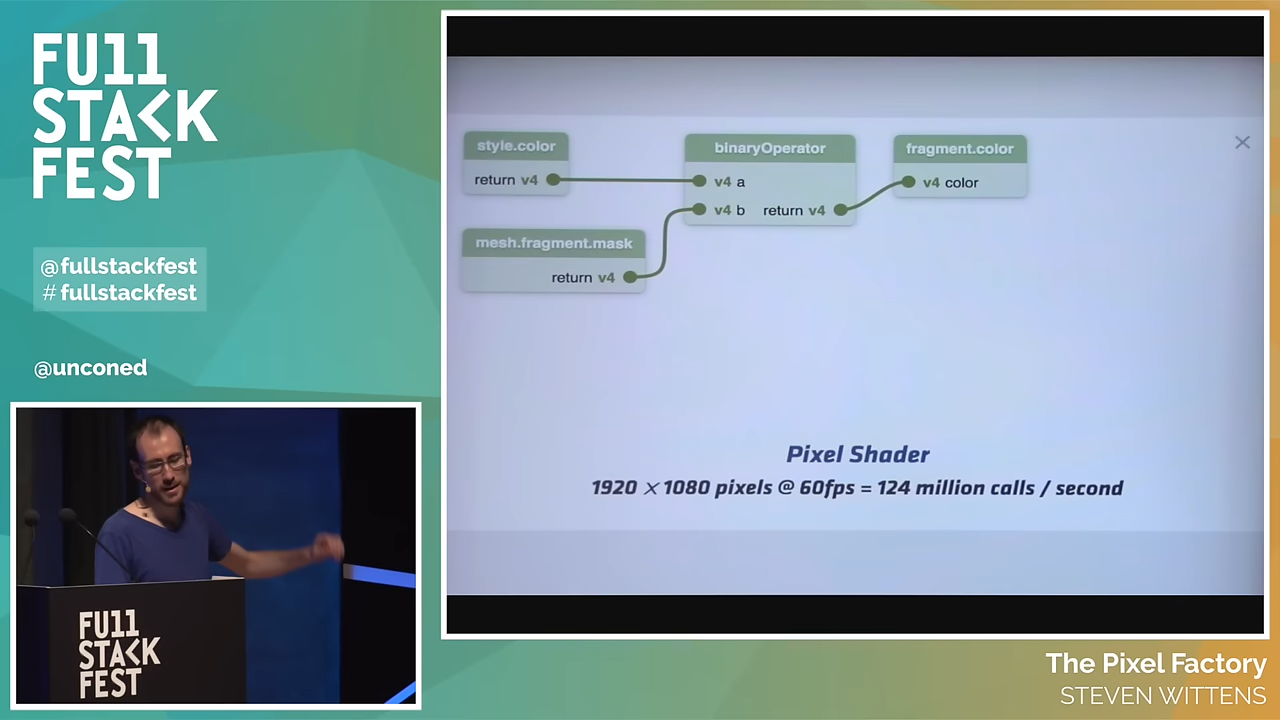 FU11
STACK
FEST
@fullstackfest
# fullstackfest
@unconed
FU11
STACK
FEST
style.color
return v4
mesh.fragment.mask
return v4
binaryOperator
v4 a
v4 b return v4
fragment.color
v4 color
Pixel Shader
1920 × 1080 pixels @ 60fps = 124 million calls / second
The Pixel Factory
STEVEN WITTENS